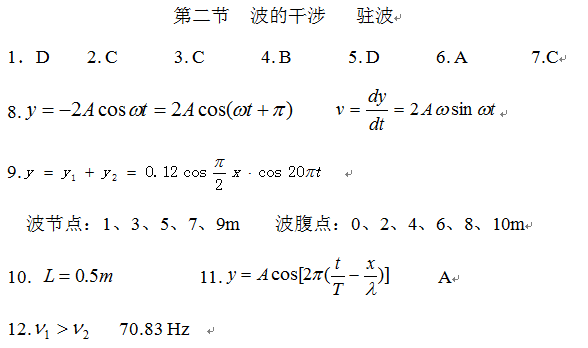 第二节 波的干涉 驻波
1．D 2. C 3. C 4. B 5. D 6. A 7.C
8. y = −2A cos ωt = 2A cos(ωt + π) v = dy/dt = 2Aω sin ωt
9. y = y₁ + y₂ = 0.12 cos π/2 x · cos 20πt
波节点：1、3、5、7、9m 波腹点：0、2、4、6、8、10m
10．L = 0.5m 11. y = A cos[2π(t/T − x/λ)] A
12. ν₁ > ν₂ 70.83 Hz